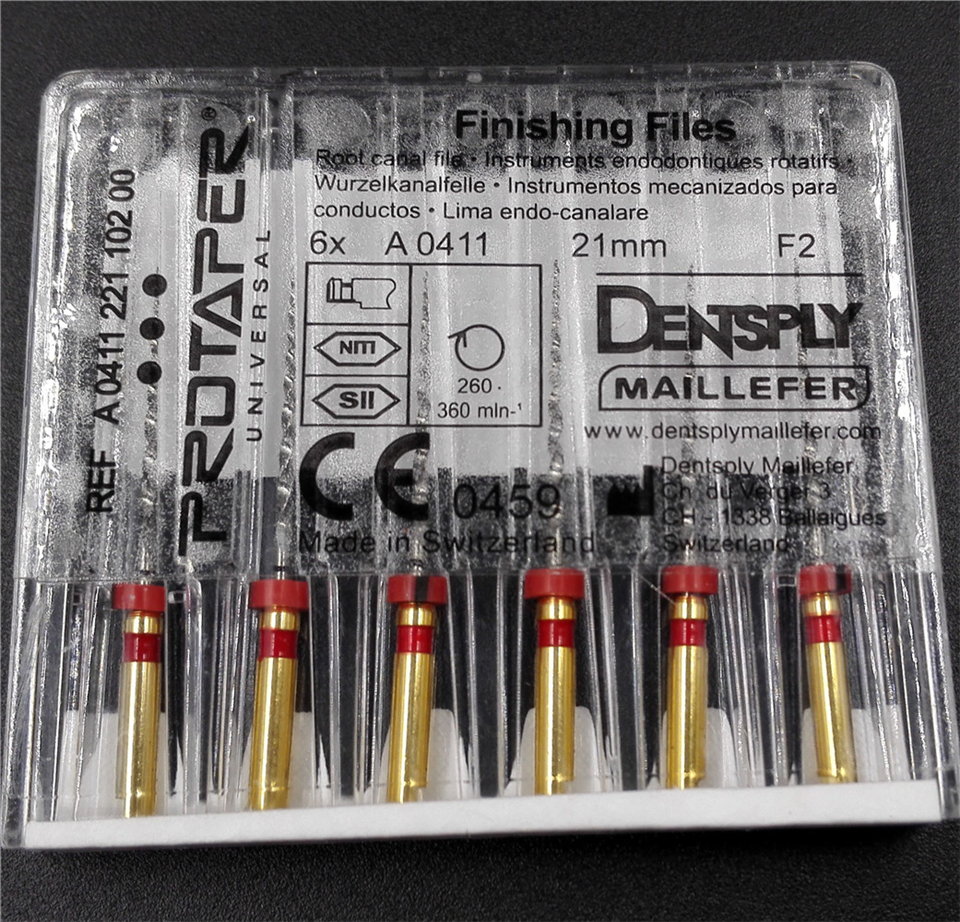 REF A 0411 2221 102 00
PROTAPER®
UNIVERSAL
Finishing Files
Root canal file • Instruments endodontiques rotatifs •
Wurzelkanalfeile • Instrumentos mecanizados para
conductos • Lima endo-canalare
6x A 0411 21mm F2
NITI
SII
260 -
360 mln-¹
DENTSPLY
MAILLEFER
www.dentsplymaillefer.com
CE 0459
Made in Switzerland
Dentsply Maillefer
Ch. du Verger 3
CH - 1338 Ballaigues
Switzerland